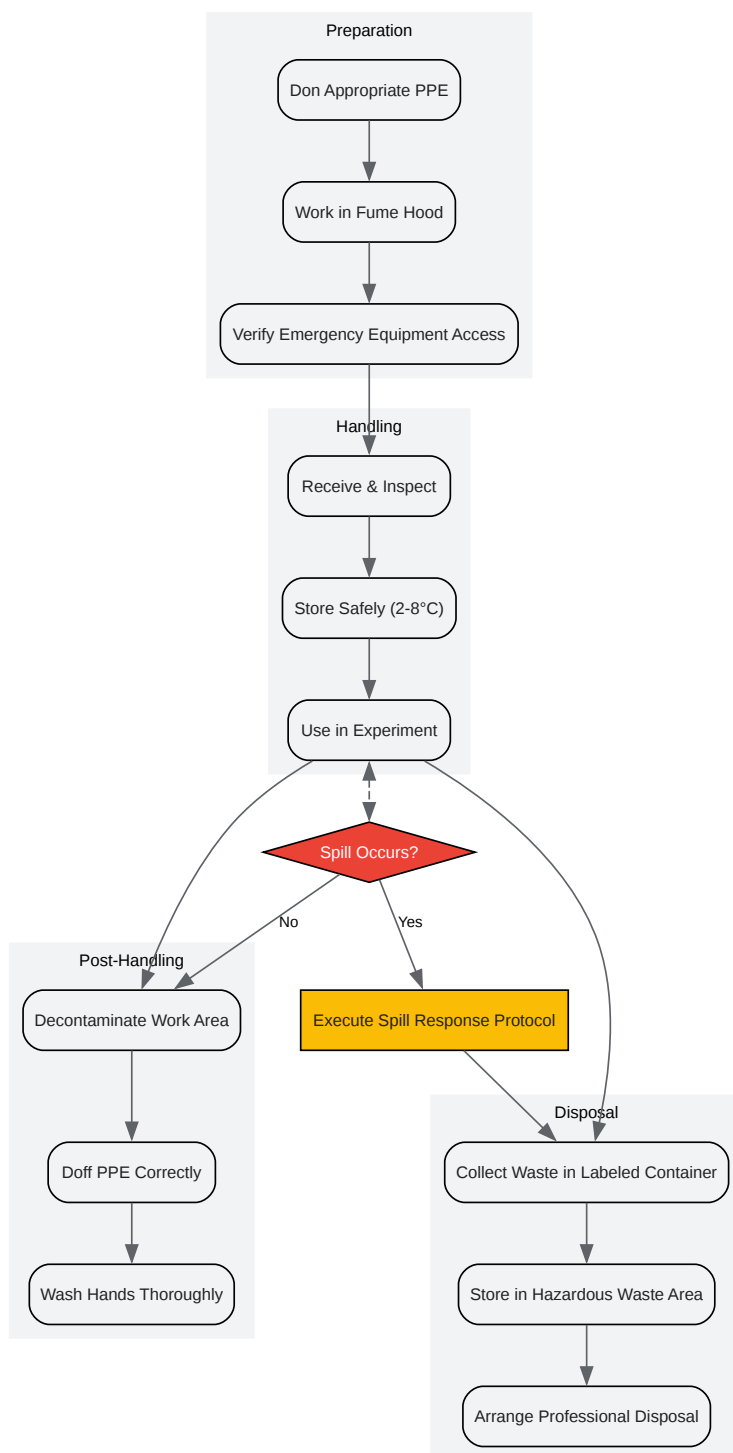 Preparation
Don Appropriate PPE
Work in Fume Hood
Verify Emergency Equipment Access
Handling
Receive & Inspect
Store Safely (2-8°C)
Use in Experiment
Spill Occurs?
No
Yes
Post-Handling
Decontaminate Work Area
Execute Spill Response Protocol
Doff PPE Correctly
Wash Hands Thoroughly
Disposal
Collect Waste in Labeled Container
Store in Hazardous Waste Area
Arrange Professional Disposal